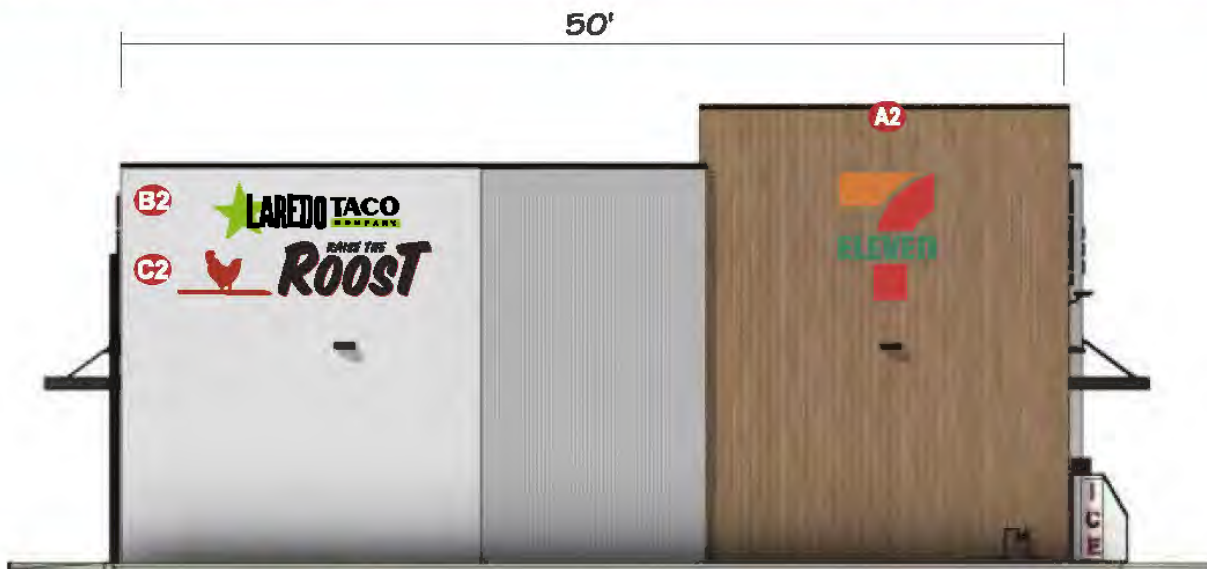 50'
A2
B2
LAREDO TACO
COMPANY
7
ELEVEN
C2
RAISE THE
ROOST
ICE